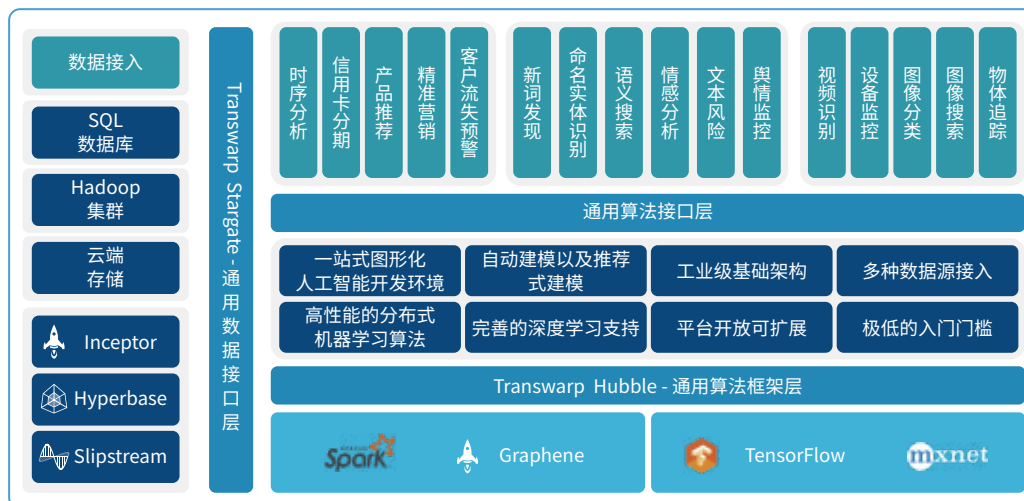 数据接入
SQL
数据库
Hadoop
集群
云端
存储
Inceptor
Hyperbase
Slipstream
Transwarp Stargate - 通用数据接口层
时序分析
信用卡分期
产品推荐
精准营销
客户流失预警
新词发现
命名实体识别
语义搜索
情感分析
文本风险
舆情监控
视频识别
设备监控
图像分类
图像搜索
物体追踪
通用算法接口层
一站式图形化
人工智能开发环境
自动建模以及推荐
式建模
工业级基础架构
多种数据源接入
高性能的分布式
机器学习算法
完善的深度学习支持
平台开放可扩展
极低的入门门槛
Transwarp Hubble - 通用算法框架层
Spark
Graphene
TensorFlow
mxnet